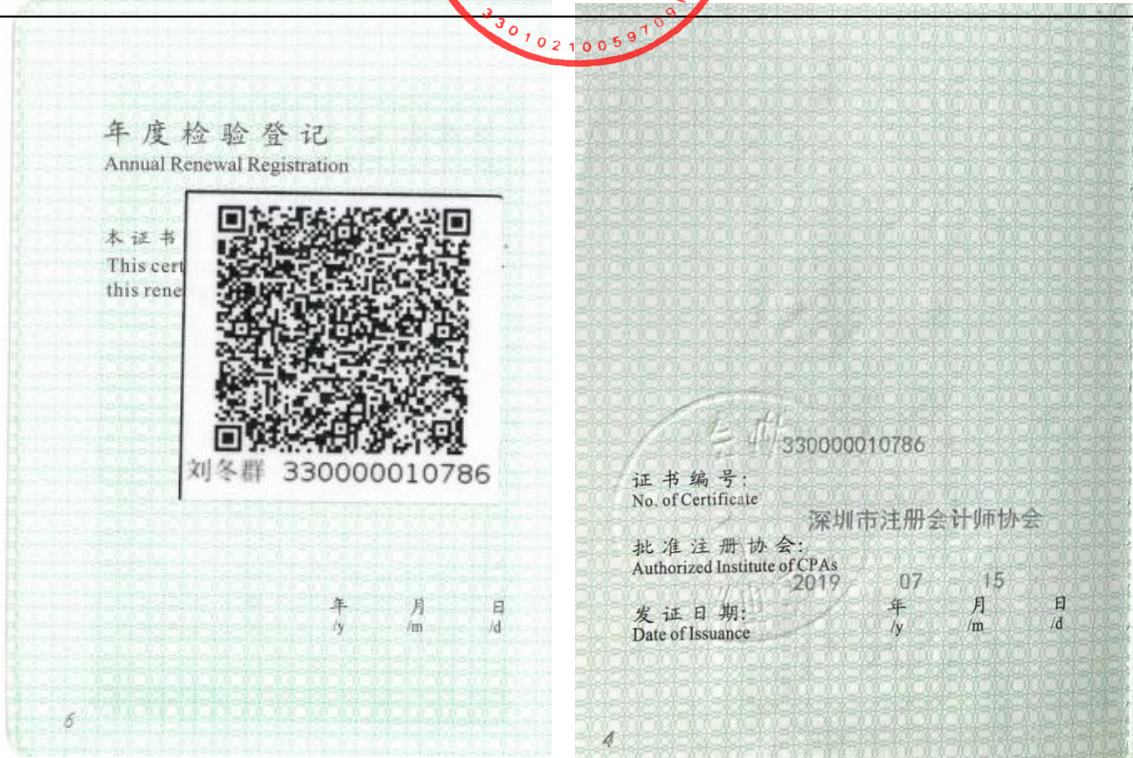 3301021005970
年度检验登记
Annual Renewal Registration
本证书
This cert
this rene
刘冬群 330000010786
年 月 日
/y /m /d
6
330000010786
证书编号:
No. of Certificate
深圳市注册会计师协会
批准注册协会:
Authorized Institute of CPAs
2019 07 15
发证日期: 年 月 日
Date of Issuance /y /m /d
4